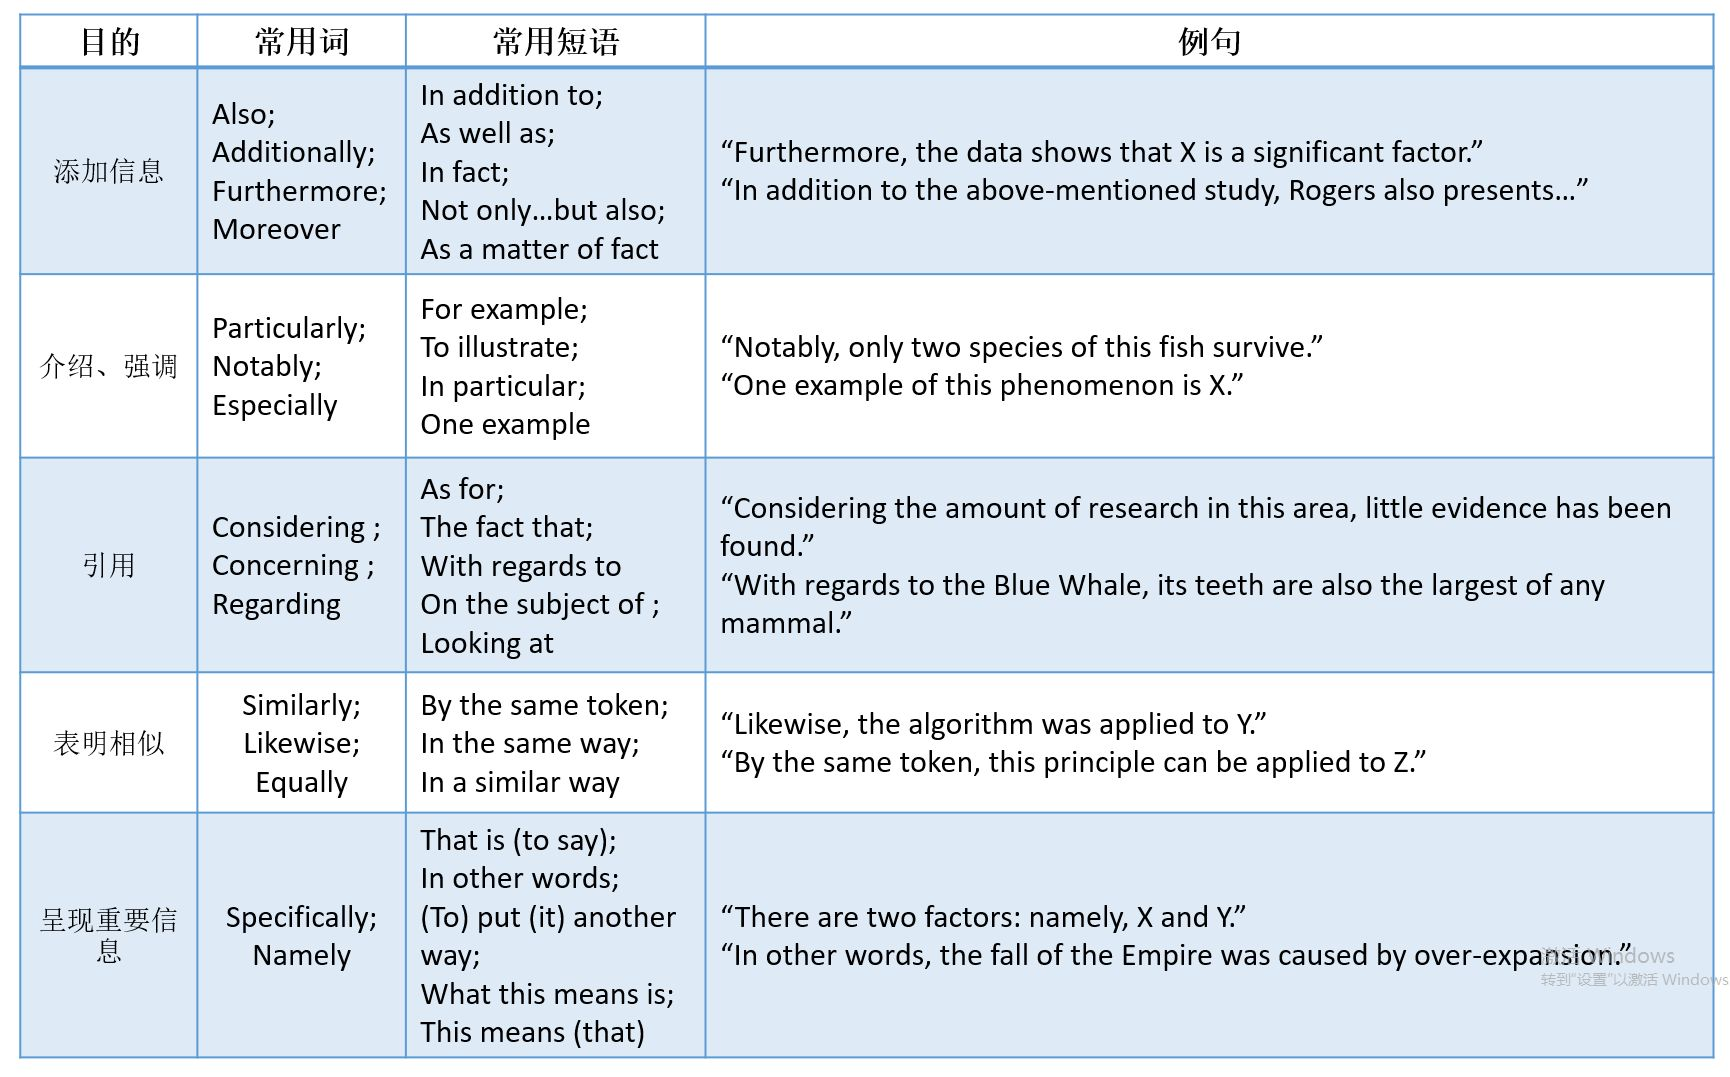 目的 常用词 常用短语 例句
添加信息
Also;
Additionally;
Furthermore;
Moreover
In addition to;
As well as;
In fact;
Not only...but also;
As a matter of fact
“Furthermore, the data shows that X is a significant factor.”
“In addition to the above-mentioned study, Rogers also presents...”
介绍、强调
Particularly;
Notably;
Especially
For example;
To illustrate;
In particular;
One example
“Notably, only two species of this fish survive.”
“One example of this phenomenon is X.”
引用
Considering ;
Concerning ;
Regarding
As for;
The fact that;
With regards to
On the subject of ;
Looking at
“Considering the amount of research in this area, little evidence has been
found.”
“With regards to the Blue Whale, its teeth are also the largest of any
mammal.”
表明相似
Similarly;
Likewise;
Equally
By the same token;
In the same way;
In a similar way
“Likewise, the algorithm was applied to Y.”
“By the same token, this principle can be applied to Z.”
呈现重要信
息
Specifically;
Namely
That is (to say);
In other words;
(To) put (it) another
way;
What this means is;
This means (that)
“There are two factors: namely, X and Y.”
“In other words, the fall of the Empire was caused by over-expansion.”
激活 Windows
转到“设置”以激活 Windows